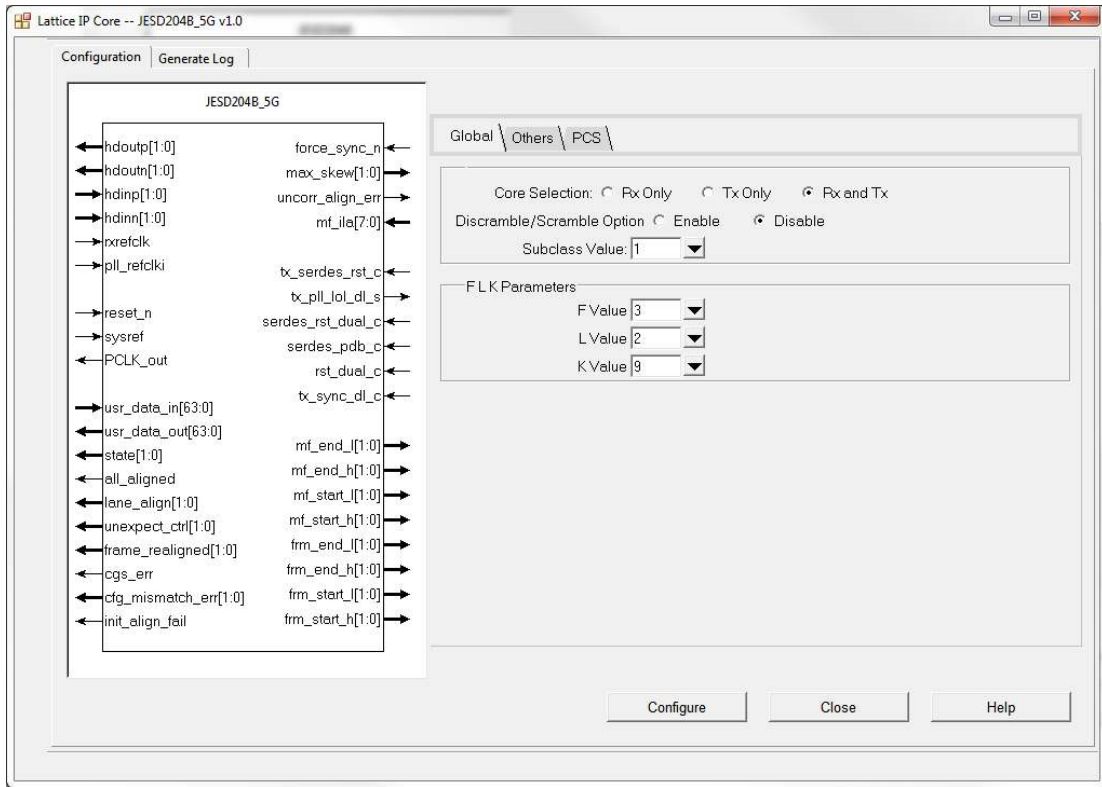 Lattice IP Core -- JESD204B_5G v1.0
Configuration
Generate Log
JESD204B_5G
hdoutp[1:0]
hdoutn[1:0]
hdinp[1:0]
hdinn[1:0]
rxrefclk
pll_refclki
reset_n
sysref
PCLK_out
usr_data_in[63:0]
usr_data_out[63:0]
state[1:0]
all_aligned
lane_align[1:0]
unexpect_ctrl[1:0]
frame_realigned[1:0]
cgs_err
cfg_mismatch_err[1:0]
init_align_fail
force_sync_n
max_skew[1:0]
uncorr_align_err
mf_ila[7:0]
tx_serdes_rst_c
tx_pll_lol_dl_s
serdes_rst_dual_c
serdes_pdb_c
rst_dual_c
tx_sync_dl_c
mf_end_l[1:0]
mf_end_h[1:0]
mf_start_l[1:0]
mf_start_h[1:0]
frm_end_l[1:0]
frm_end_h[1:0]
frm_start_l[1:0]
frm_start_h[1:0]
Global Others PCS
Core Selection: Rx Only Tx Only Rx and Tx
Discramble/Scramble Option Enable Disable
Subclass Value: 1
F L K Parameters
F Value 3
L Value 2
K Value 9
Configure Close Help